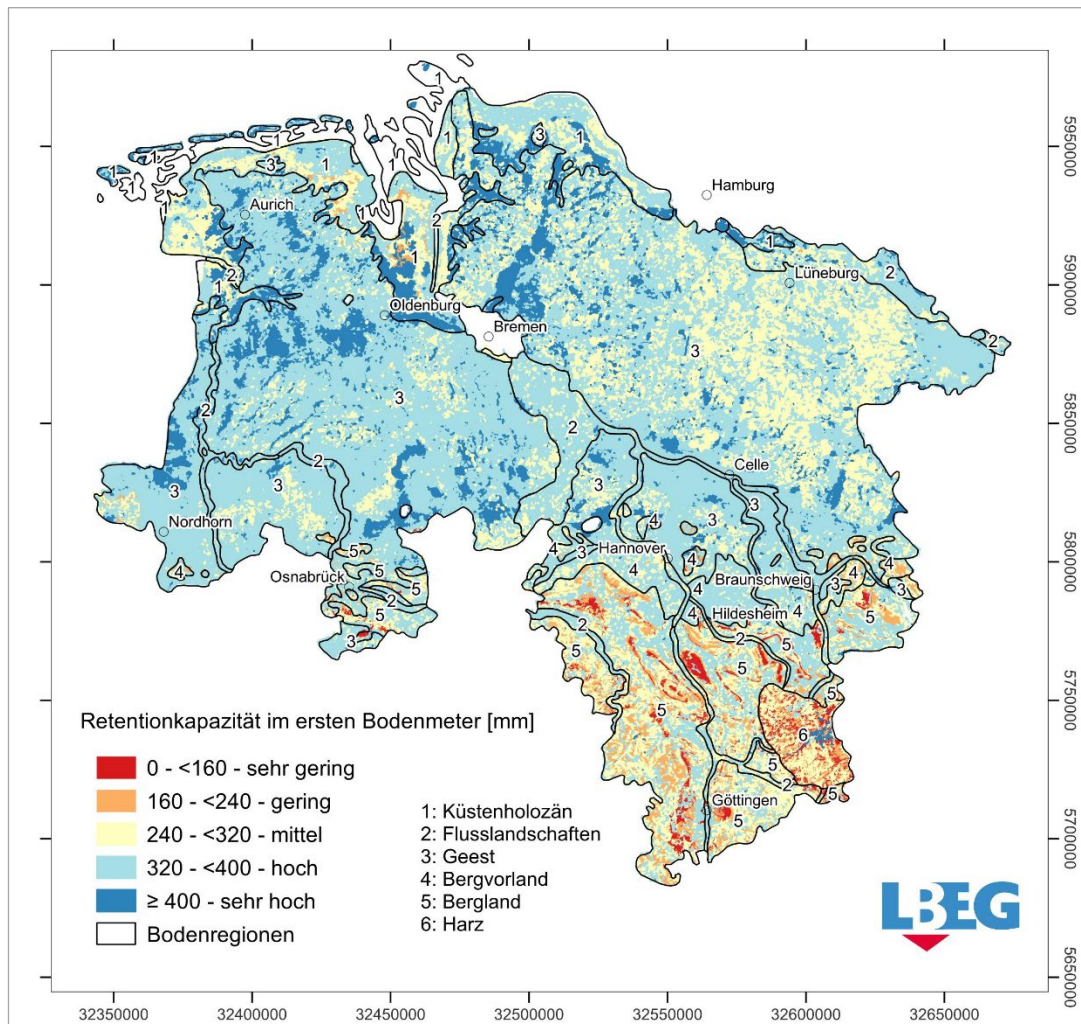 Hamburg
Aurich
Lüneburg
Oldenburg
Bremen
Celle
Nordhorn
Hannover
Osnabrück
Braunschweig
Hildesheim
Göttingen
Retentionkapazität im ersten Bodenmeter [mm]
0 - <160 - sehr gering
160 - <240 - gering
240 - <320 - mittel
320 - <400 - hoch
≥ 400 - sehr hoch
Bodenregionen
1: Küstenholozän
2: Flusslandschaften
3: Geest
4: Bergvorland
5: Bergland
6: Harz
LBEG
5950000
5900000
5850000
5800000
5750000
5700000
5650000
32350000 32400000 32450000 32500000 32550000 32600000 32650000